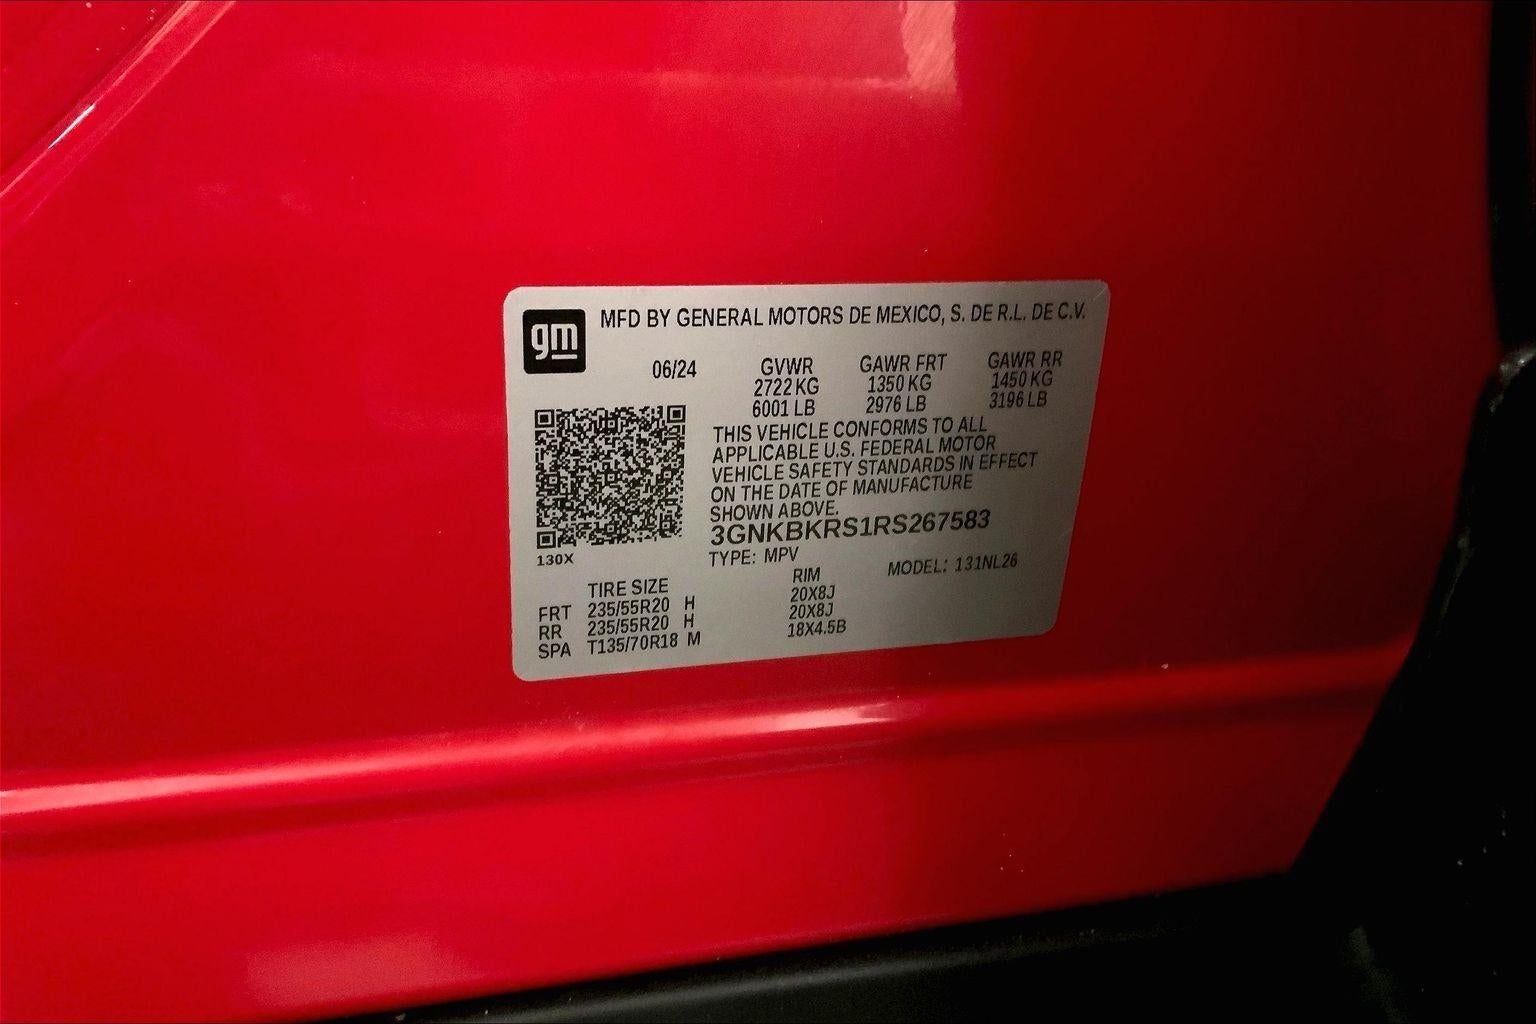 gm
MFD BY GENERAL MOTORS DE MEXICO, S. DE R.L. DE C.V.
06/24 GVWR GAWR FRT GAWR RR
2722 KG 1350 KG 1450 KG
6001 LB 2976 LB 3196 LB
THIS VEHICLE CONFORMS TO ALL
APPLICABLE U.S. FEDERAL MOTOR
VEHICLE SAFETY STANDARDS IN EFFECT
ON THE DATE OF MANUFACTURE
SHOWN ABOVE.
3GNKBKRS1RS267583
130X
TYPE: MPV MODEL: 131NL26
TIRE SIZE RIM
FRT 235/55R20 H 20X8J
RR 235/55R20 H 20X8J
SPA T135/70R18 M 18X4.5B